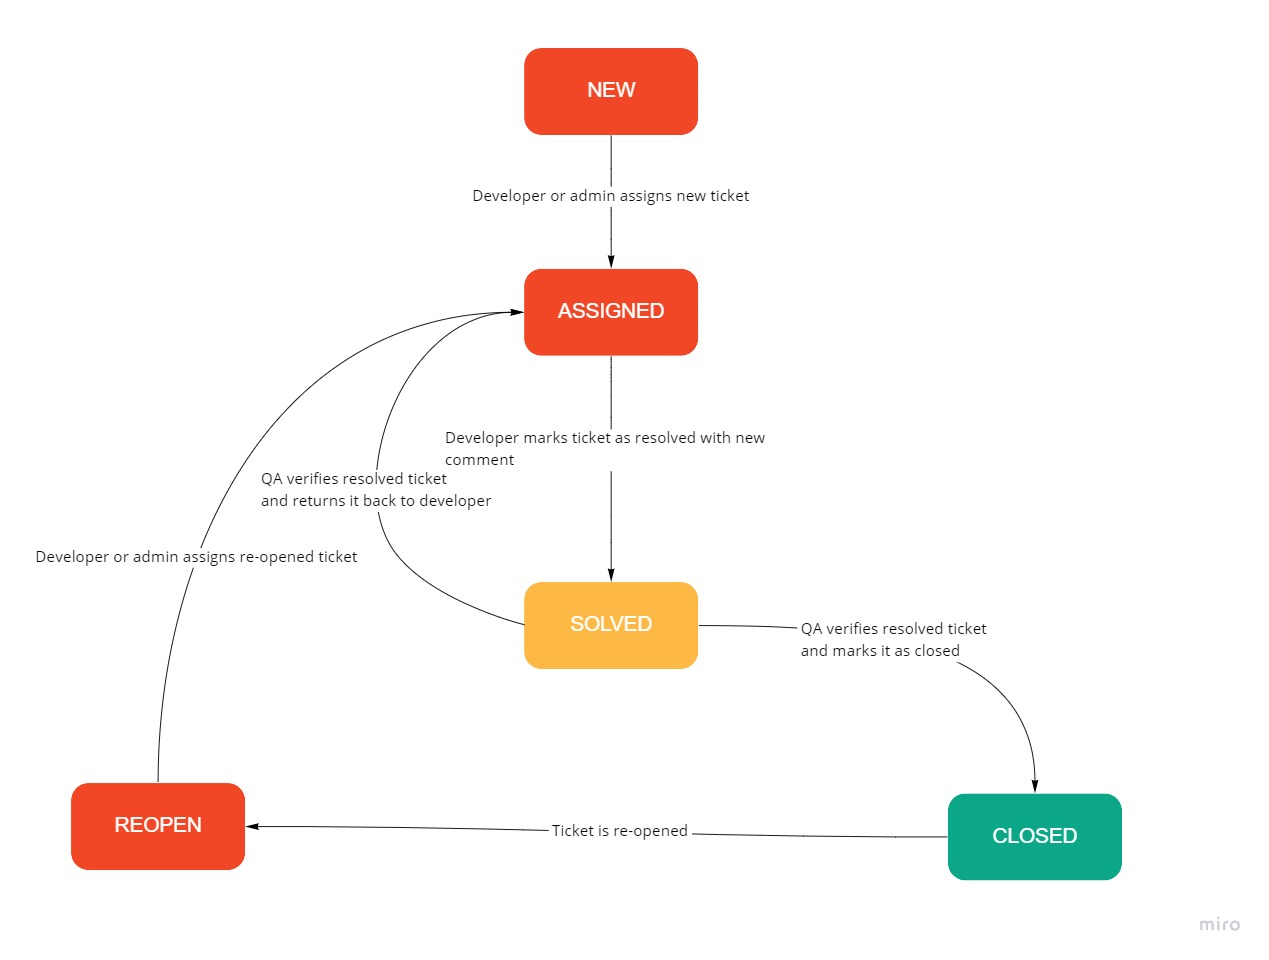 NEW
Developer or admin assigns new ticket
ASSIGNED
Developer marks ticket as resolved with new
comment
QA verifies resolved ticket
and returns it back to developer
Developer or admin assigns re-opened ticket
SOLVED
QA verifies resolved ticket
and marks it as closed
REOPEN
Ticket is re-opened
CLOSED
miro